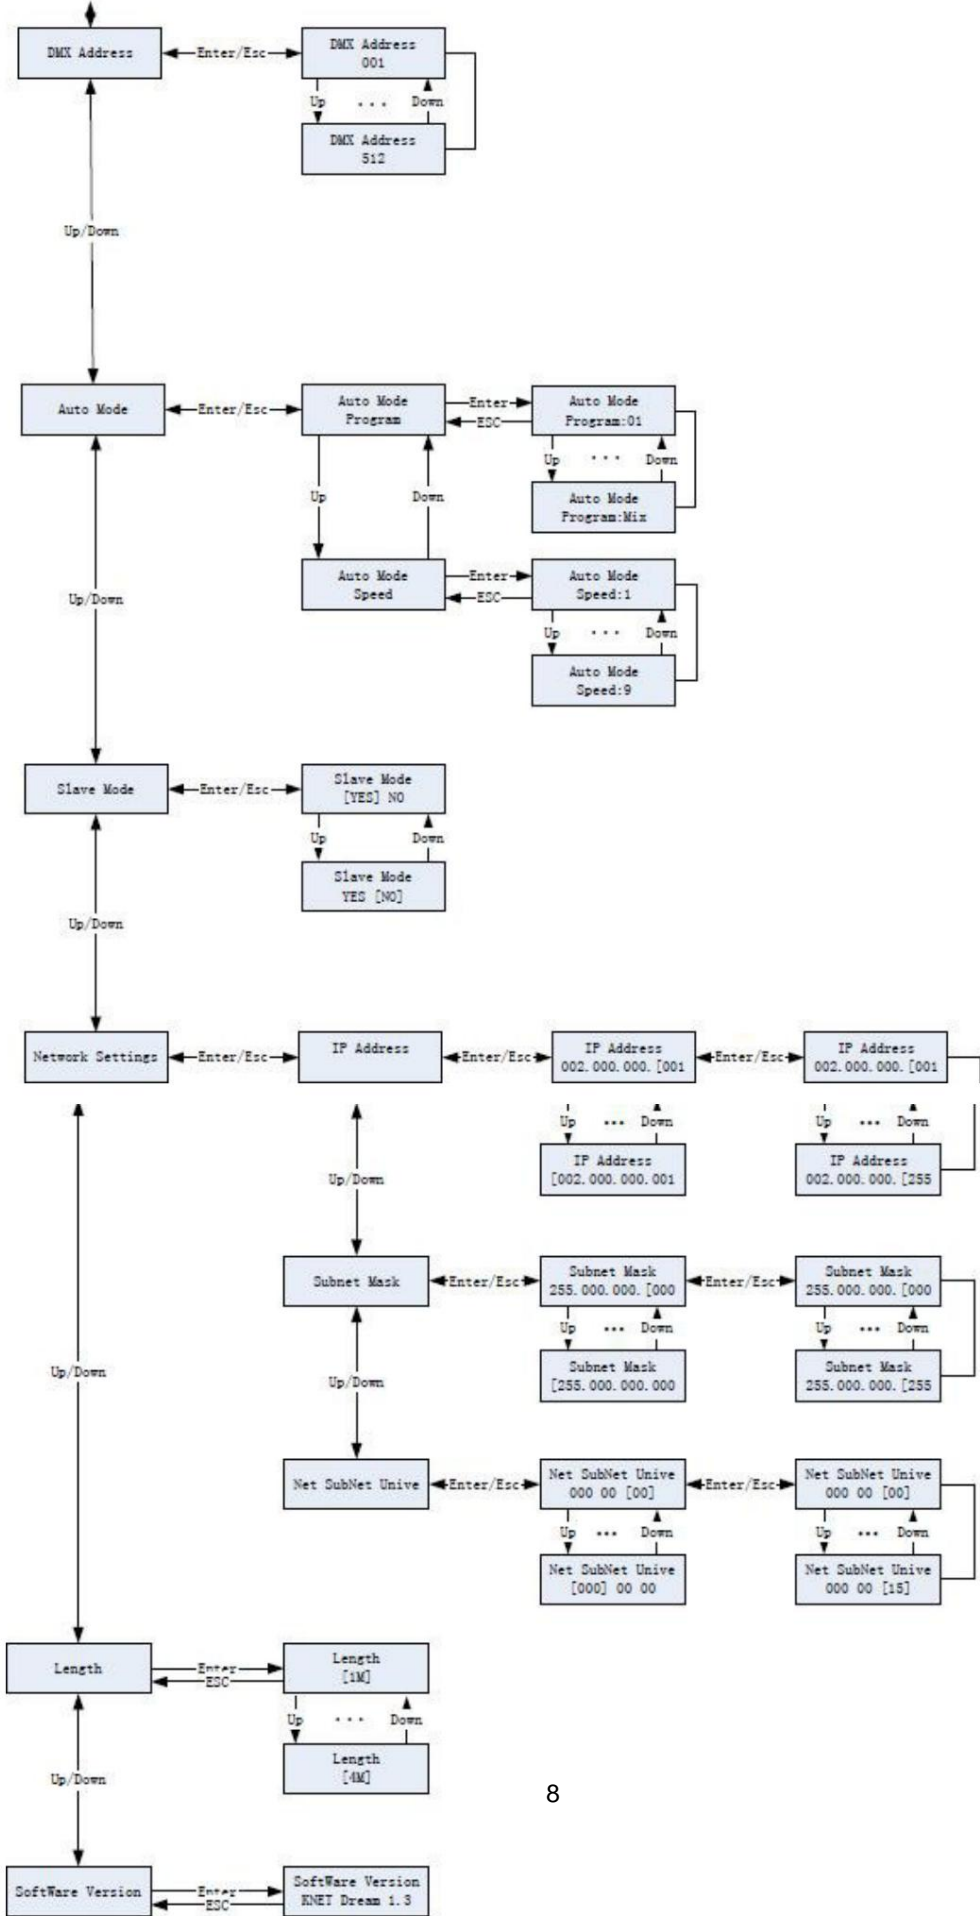 DMX Address
Enter/Esc
DMX Address
001
Up
...
Down
DMX Address
512
Up/Down
Auto Mode
Enter/Esc
Auto Mode
Program
Enter
ESC
Auto Mode
Program:01
Up
...
Down
Up
Down
Auto Mode
Program:Mix
Auto Mode
Speed
Enter
ESC
Auto Mode
Speed:1
Up/Down
Up
...
Down
Auto Mode
Speed:9
Slave Mode
Enter/Esc
Slave Mode
[YES] NO
Up
Down
Slave Mode
YES [NO]
Up/Down
Network Settings
Enter/Esc
IP Address
Enter/Esc
IP Address
002.000.000.[001
Enter/Esc
IP Address
002.000.000.[001
Up
...
Down
Up
...
Down
IP Address
[002.000.000.001
IP Address
002.000.000.[255
Up/Down
Subnet Mask
Enter/Esc
Subnet Mask
255.000.000.[000
Enter/Esc
Subnet Mask
255.000.000.[000
Up
...
Down
Up
...
Down
Up/Down
Up/Down
Subnet Mask
[255.000.000.000
Subnet Mask
255.000.000.[255
Net SubNet Unive
Enter/Esc
Net SubNet Unive
000 00 [00]
Enter/Esc
Net SubNet Unive
000 00 [00]
Up
...
Down
Up
...
Down
Net SubNet Unive
[000] 00 00
Net SubNet Unive
000 00 [15]
Length
Enter
ESC
Length
[1M]
Up
...
Down
Length
[4M]
Up/Down
8
SoftWare Version
Enter
ESC
SoftWare Version
KNET Dream 1.3